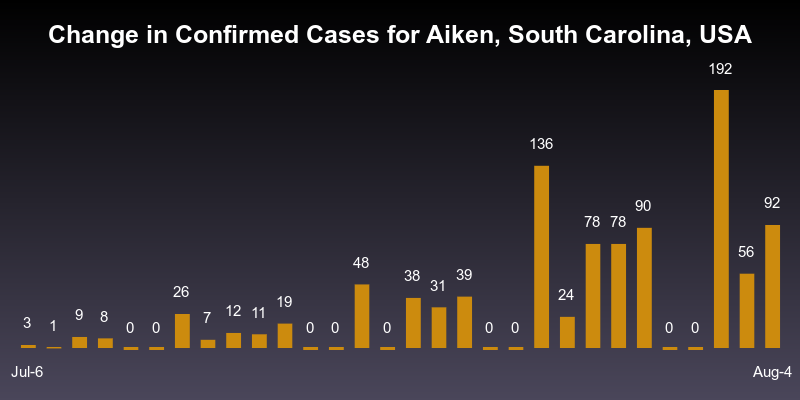 Change in Confirmed Cases for Aiken, South Carolina, USA
3 1 9 8 0 0 26 7 12 11 19 0 0 48 0 38 31 39 0 0 136 24 78 78 90 0 0 192 56 92
Jul-6 Aug-4